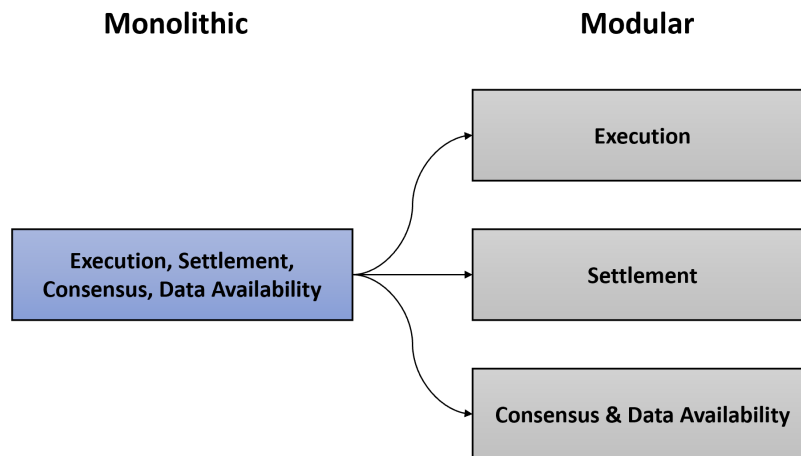 Monolithic
Modular
Execution
Execution, Settlement,
Consensus, Data Availability
Settlement
Consensus & Data Availability